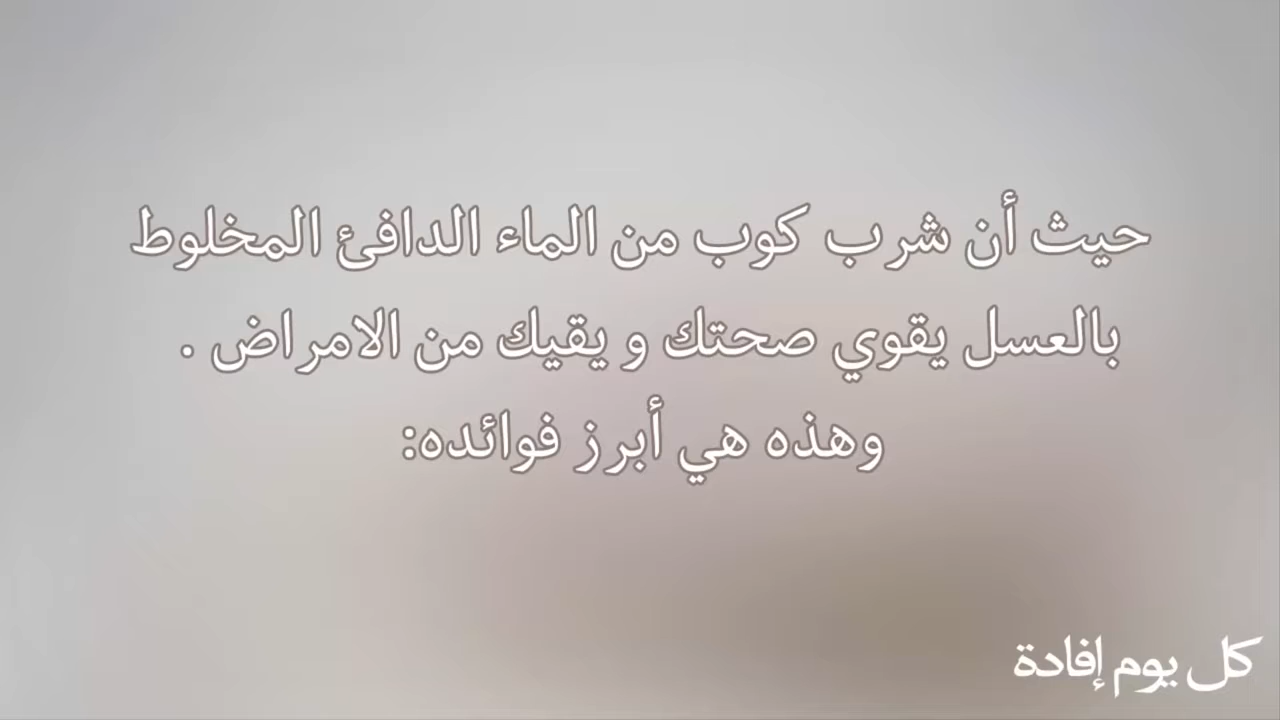 حيث أن شرب كوب من الماء الدافئ المخلوط
بالعسل يقوي صحتك و يقيك من الامراض .
وهذه هي أبرز فوائده:
كل يوم إفادة